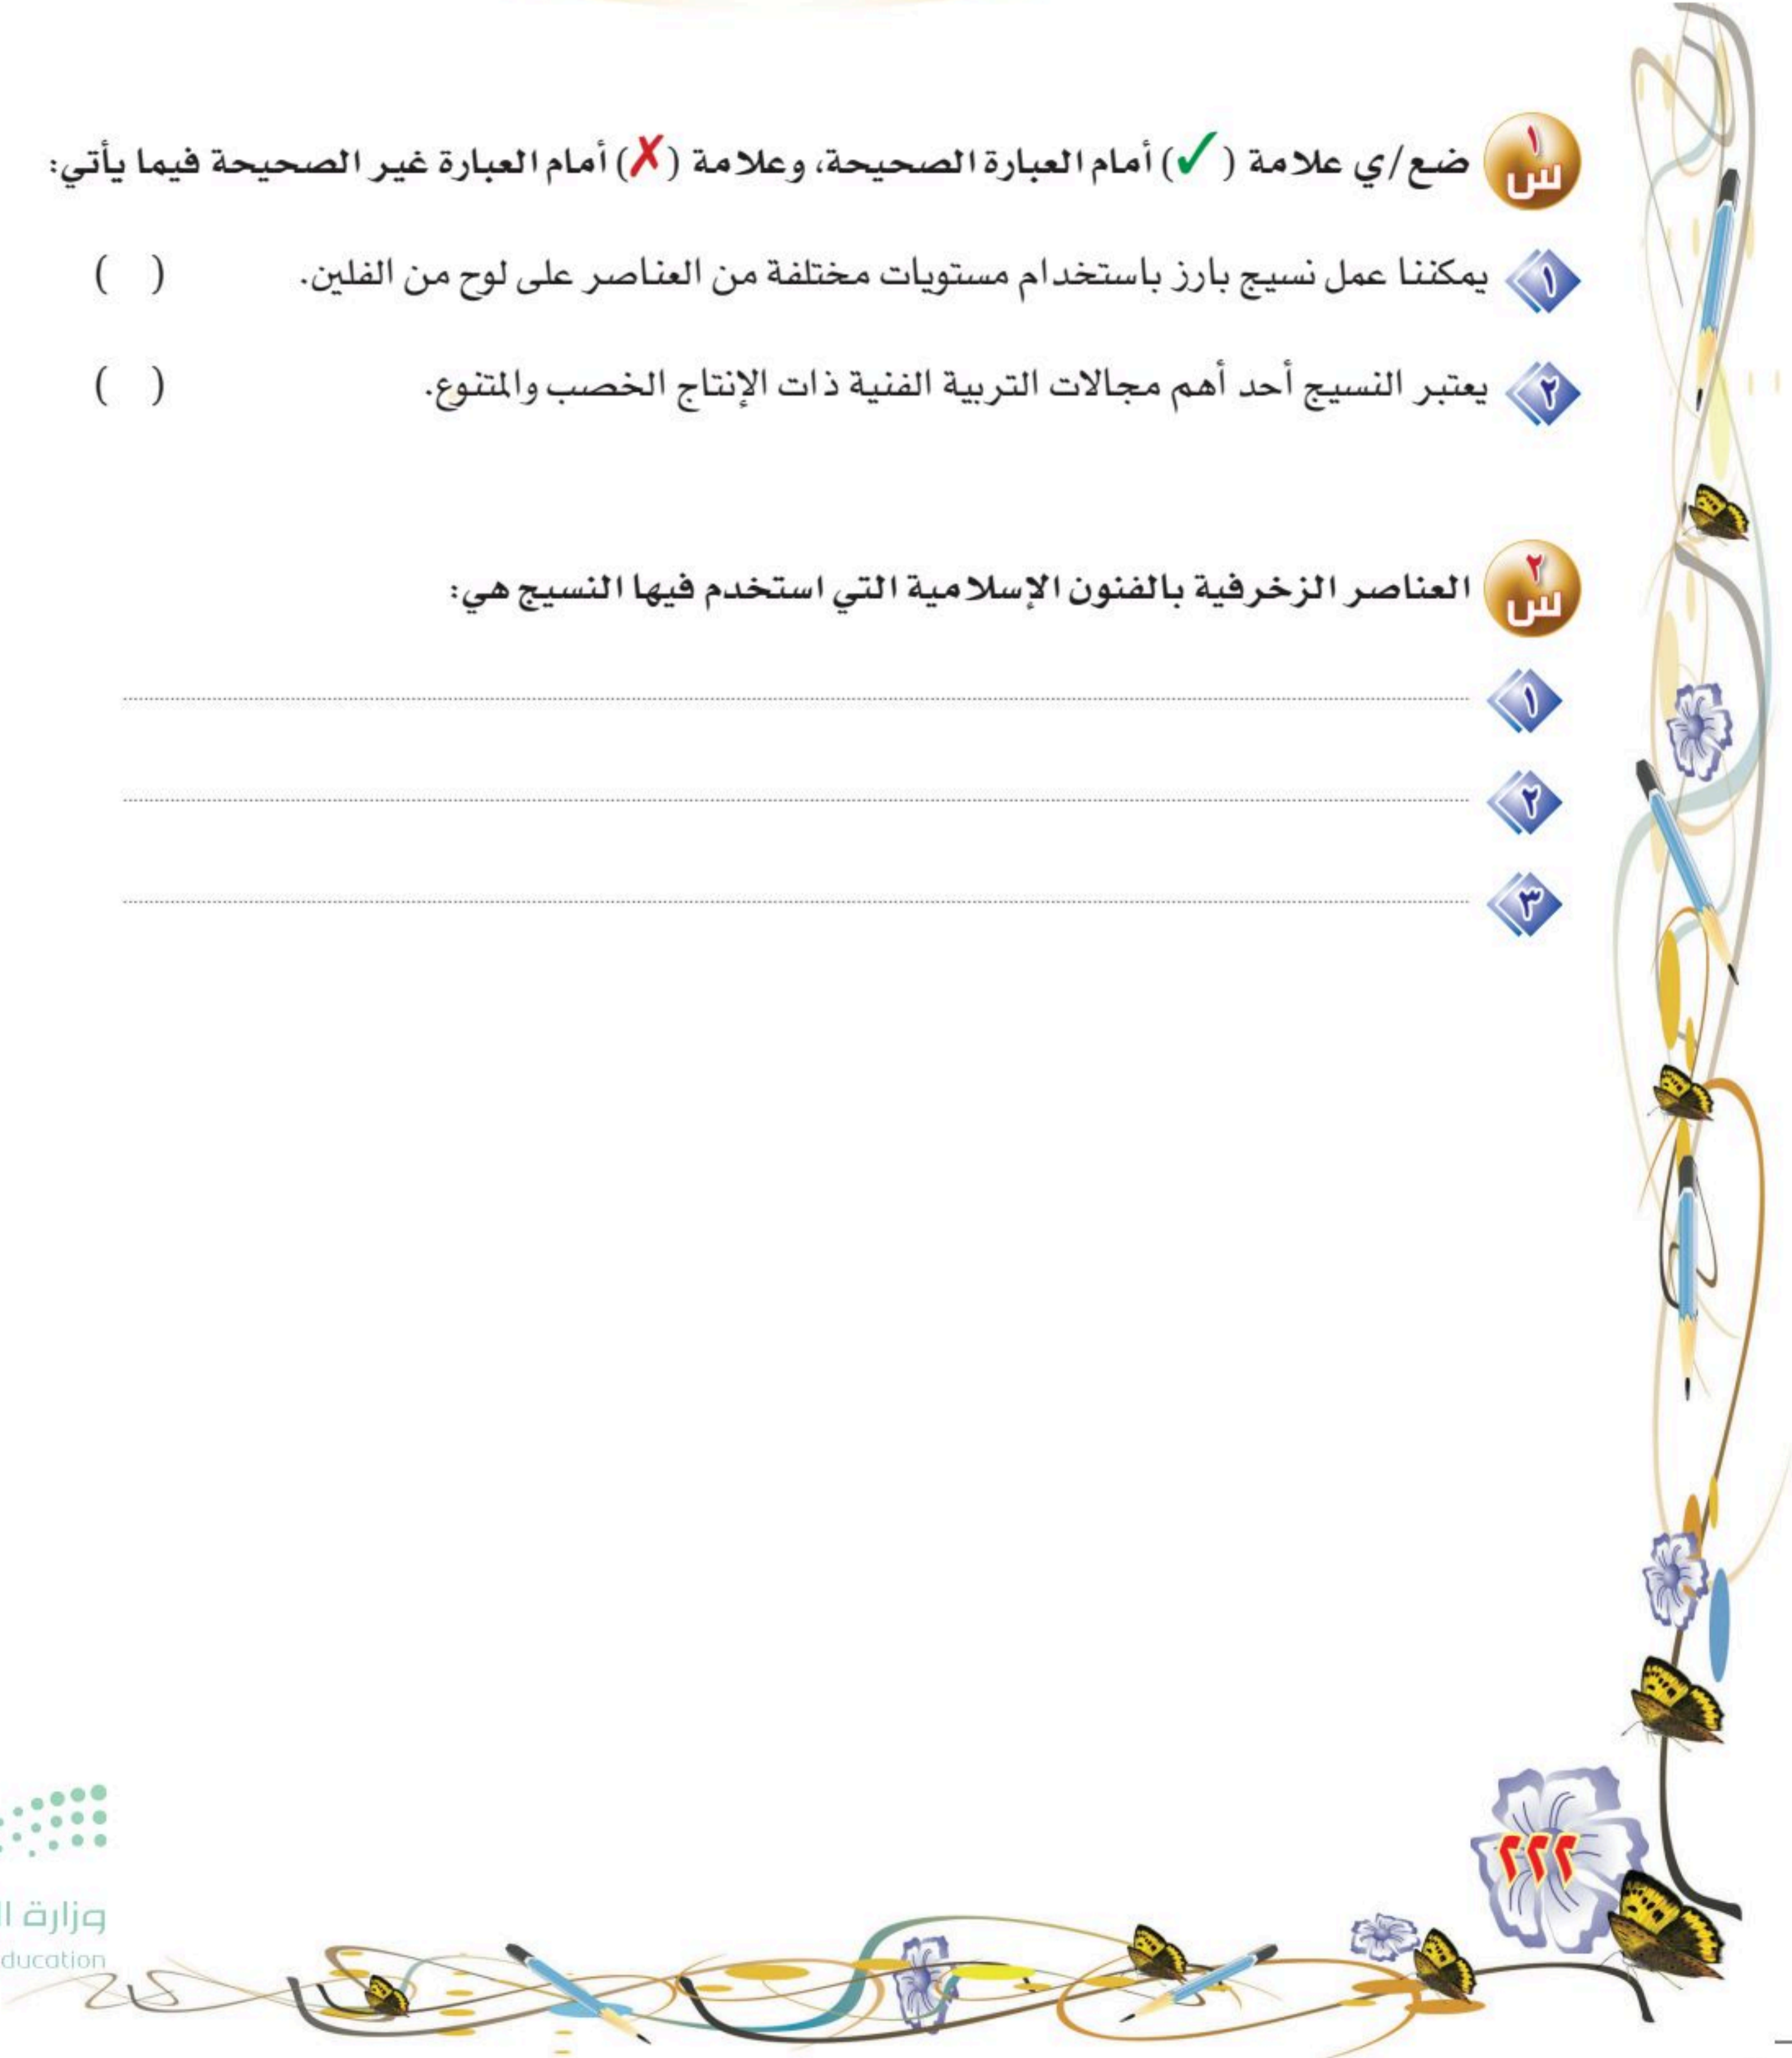 س١ ضع/ي علامة (✓) أمام العبارة الصحيحة، وعلامة (✗) أمام العبارة غير الصحيحة فيما يأتي:
١ يمكننا عمل نسيج بارز باستخدام مستويات مختلفة من العناصر على لوح من الفلين. ( )
٢ يعتبر النسيج أحد أهم مجالات التربية الفنية ذات الإنتاج الخصب والمتنوع. ( )
س٢ العناصر الزخرفية بالفنون الإسلامية التي استخدم فيها النسيج هي:
١
٢
٣
٢٢٢
وزارة ال
ducation